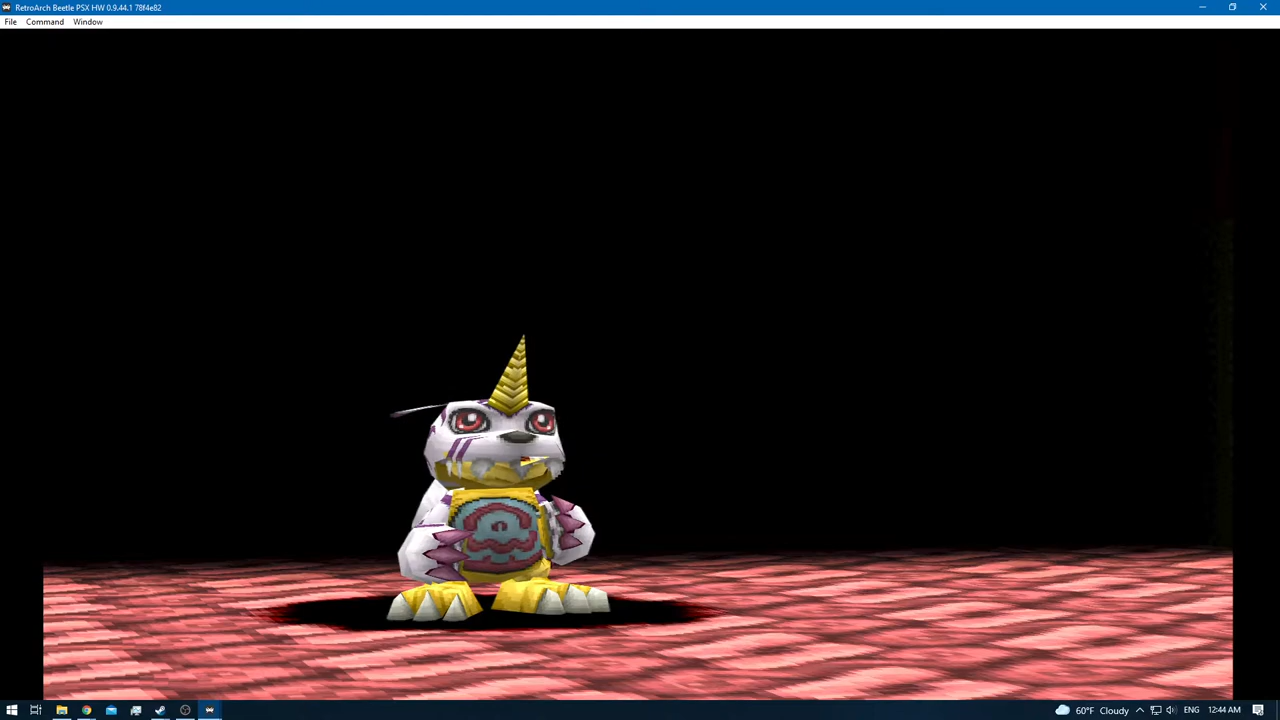 RetroArch Beetle PSX HW 0.9.44.1 78f4e82
File Command Window
60°F Cloudy ENG 12:44 AM